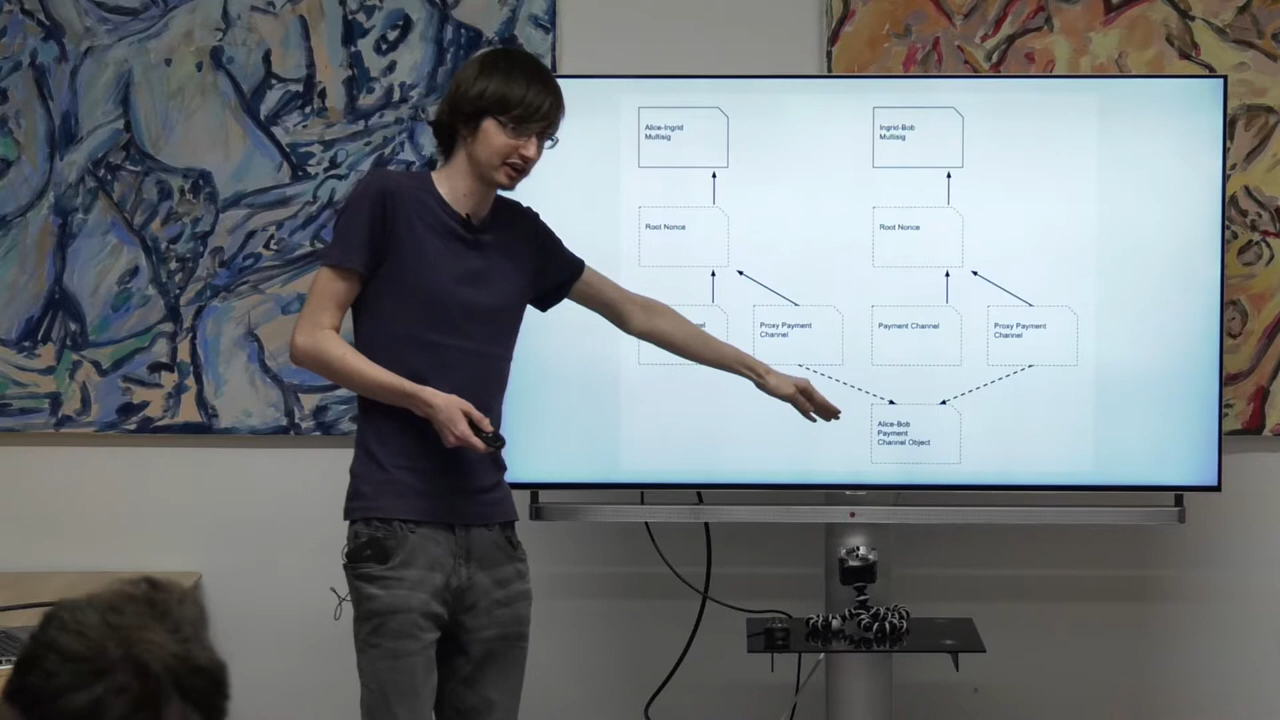 Alice-Ingrid
Multisig
Ingrid-Bob
Multisig
Root Nonce
Root Nonce
Proxy Payment
Channel
Payment Channel
Proxy Payment
Channel
Alice-Bob
Payment
Channel Object